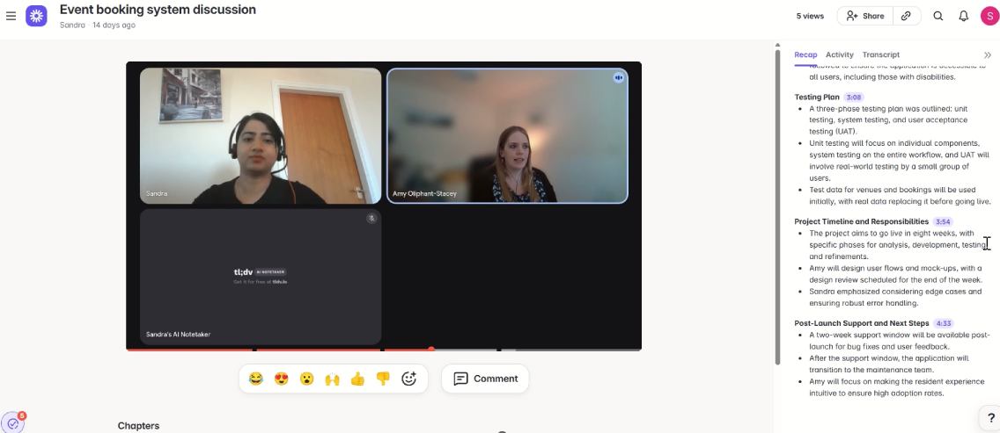 Event booking system discussion
Sandra · 14 days ago
5 views
Share
S
Sandra
Amy Oliphant-Stacey
tl;dv AI NOTETAKER
Get it for free at tldv.io
Sandra's AI Notetaker
Comment
5
Chapters
Recap Activity Transcript
followed to ensure the application is accessible to
all users, including those with disabilities.
Testing Plan 3:08
• A three-phase testing plan was outlined: unit
testing, system testing, and user acceptance
testing (UAT).
• Unit testing will focus on individual components,
system testing on the entire workflow, and UAT will
involve real-world testing by a small group of
users.
• Test data for venues and bookings will be used
initially, with real data replacing it before going live.
Project Timeline and Responsibilities 3:54
• The project aims to go live in eight weeks, with
specific phases for analysis, development, testing,
and refinements.
• Amy will design user flows and mock-ups, with a
design review scheduled for the end of the week.
• Sandra emphasized considering edge cases and
ensuring robust error handling.
Post-Launch Support and Next Steps 4:33
• A two-week support window will be available post-
launch for bug fixes and user feedback.
• After the support window, the application will
transition to the maintenance team.
• Amy will focus on making the resident experience
intuitive to ensure high adoption rates.
?